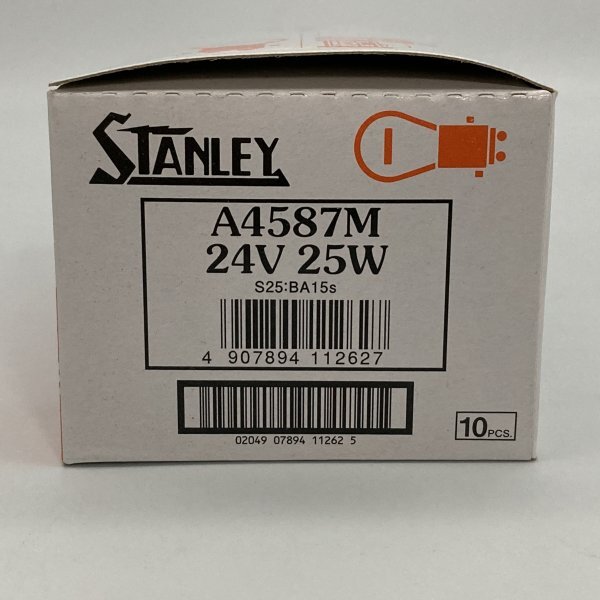 STANLEY
A4587M
24V 25W
S25:BA15s
4 907894 112627
02049 07894 11262 5
10PCS.